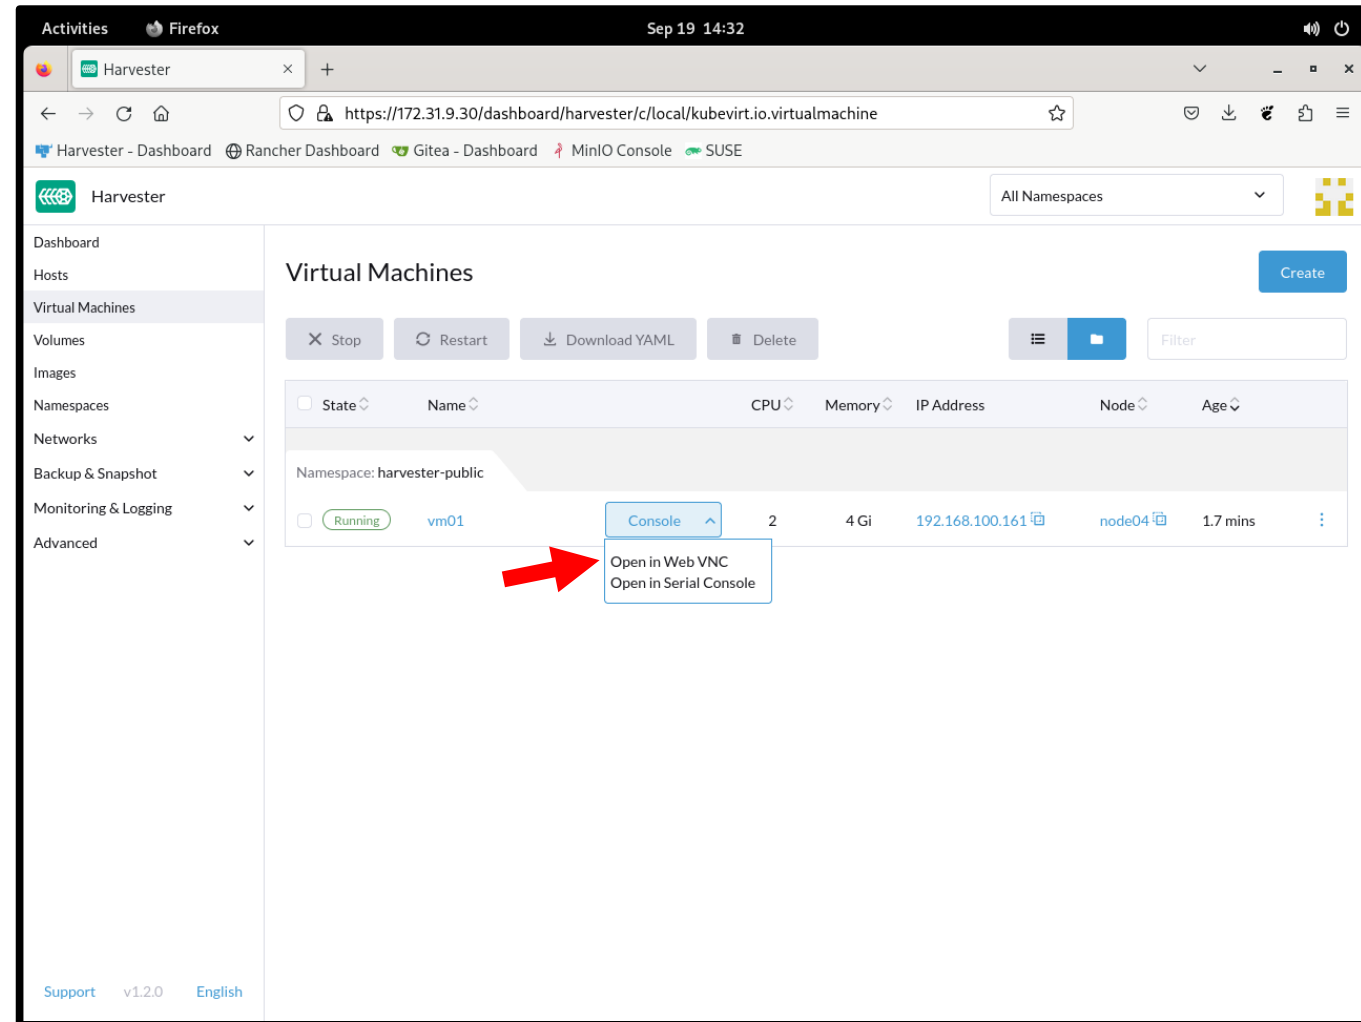 Activities Firefox Sep 19 14:32
Harvester
https://172.31.9.30/dashboard/harvester/c/local/kubevirt.io.virtualmachine
Harvester - Dashboard Rancher Dashboard Gitea - Dashboard MinIO Console SUSE
Harvester All Namespaces
Dashboard
Hosts
Virtual Machines
Volumes
Images
Namespaces
Networks
Backup & Snapshot
Monitoring & Logging
Advanced
Virtual Machines Create
Stop Restart Download YAML Delete Filter
State Name CPU Memory IP Address Node Age
Namespace: harvester-public
Running vm01 Console 2 4 Gi 192.168.100.161 node04 1.7 mins
Open in Web VNC
Open in Serial Console
Support v1.2.0 English